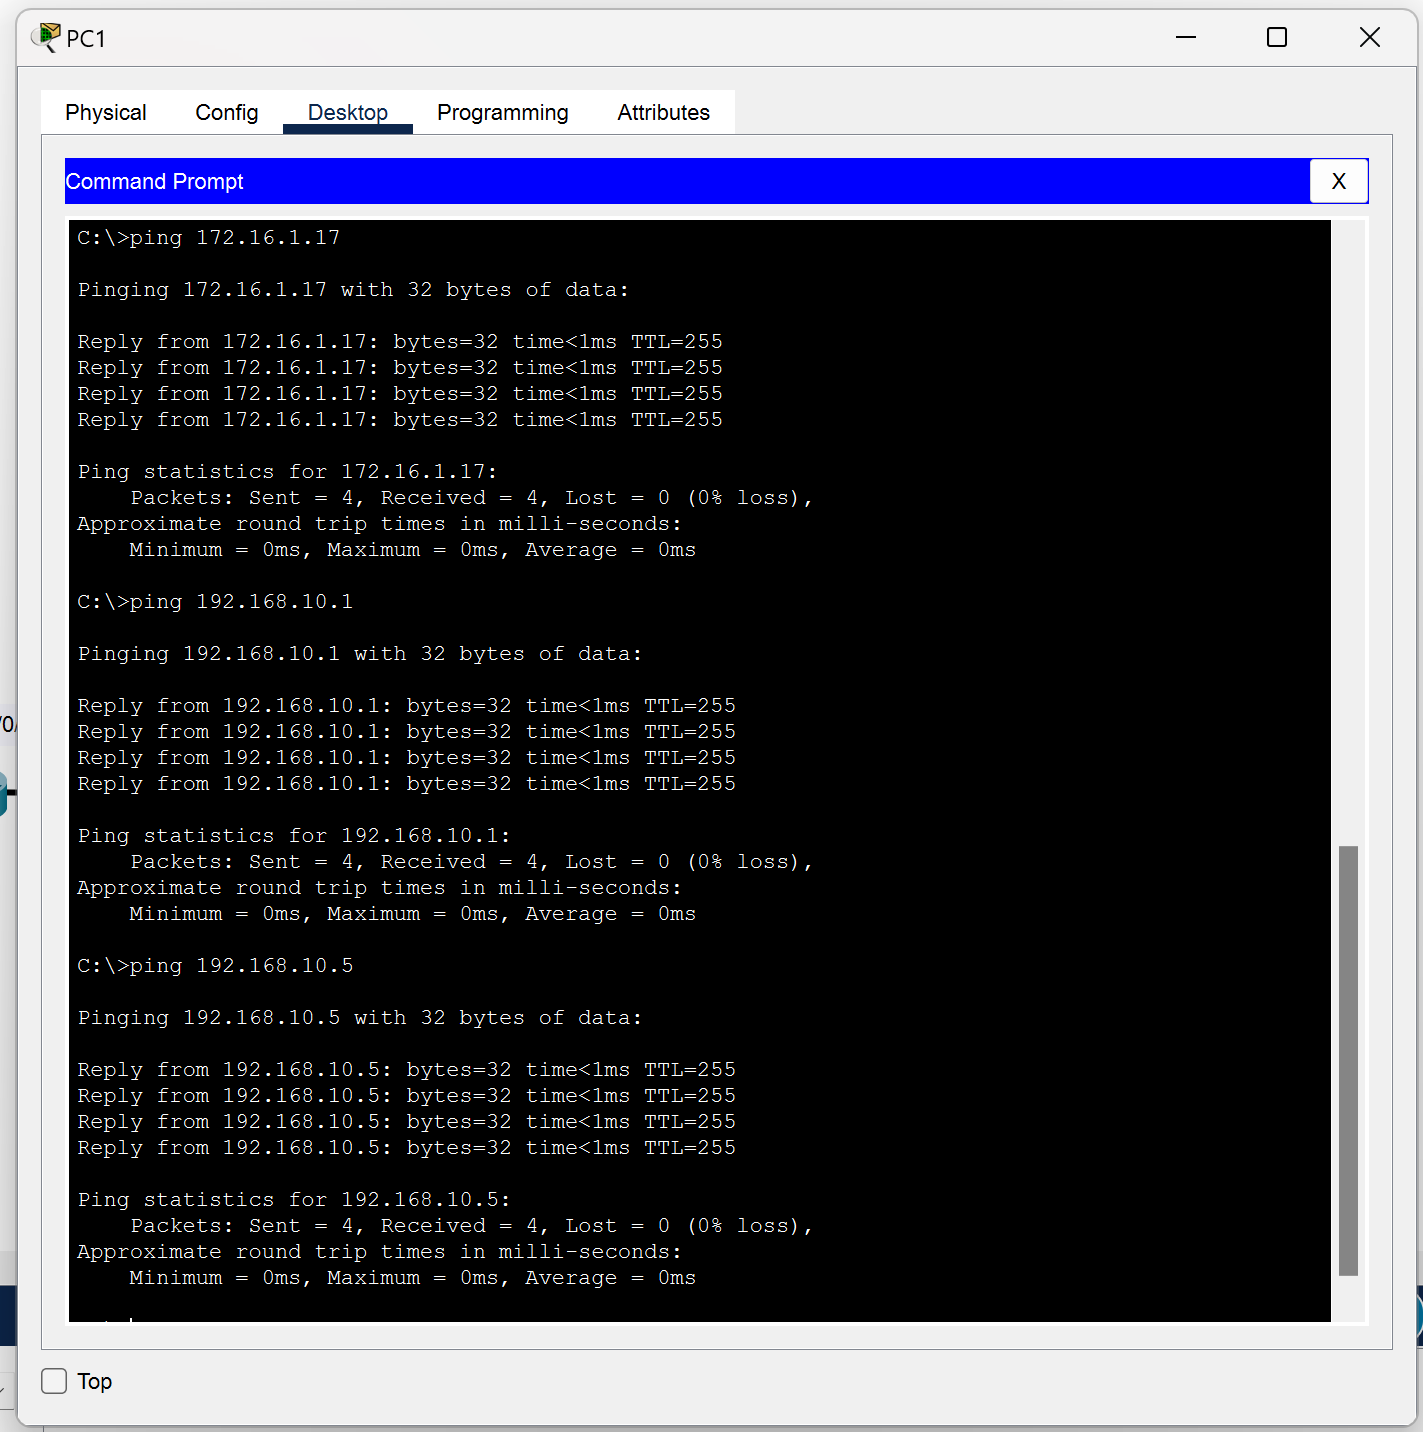 PC1
Physical Config Desktop Programming Attributes
Command Prompt X
C:\>ping 172.16.1.17
Pinging 172.16.1.17 with 32 bytes of data:
Reply from 172.16.1.17: bytes=32 time<1ms TTL=255
Reply from 172.16.1.17: bytes=32 time<1ms TTL=255
Reply from 172.16.1.17: bytes=32 time<1ms TTL=255
Reply from 172.16.1.17: bytes=32 time<1ms TTL=255
Ping statistics for 172.16.1.17:
Packets: Sent = 4, Received = 4, Lost = 0 (0% loss),
Approximate round trip times in milli-seconds:
Minimum = 0ms, Maximum = 0ms, Average = 0ms
C:\>ping 192.168.10.1
Pinging 192.168.10.1 with 32 bytes of data:
Reply from 192.168.10.1: bytes=32 time<1ms TTL=255
Reply from 192.168.10.1: bytes=32 time<1ms TTL=255
Reply from 192.168.10.1: bytes=32 time<1ms TTL=255
Reply from 192.168.10.1: bytes=32 time<1ms TTL=255
Ping statistics for 192.168.10.1:
Packets: Sent = 4, Received = 4, Lost = 0 (0% loss),
Approximate round trip times in milli-seconds:
Minimum = 0ms, Maximum = 0ms, Average = 0ms
C:\>ping 192.168.10.5
Pinging 192.168.10.5 with 32 bytes of data:
Reply from 192.168.10.5: bytes=32 time<1ms TTL=255
Reply from 192.168.10.5: bytes=32 time<1ms TTL=255
Reply from 192.168.10.5: bytes=32 time<1ms TTL=255
Reply from 192.168.10.5: bytes=32 time<1ms TTL=255
Ping statistics for 192.168.10.5:
Packets: Sent = 4, Received = 4, Lost = 0 (0% loss),
Approximate round trip times in milli-seconds:
Minimum = 0ms, Maximum = 0ms, Average = 0ms
Top